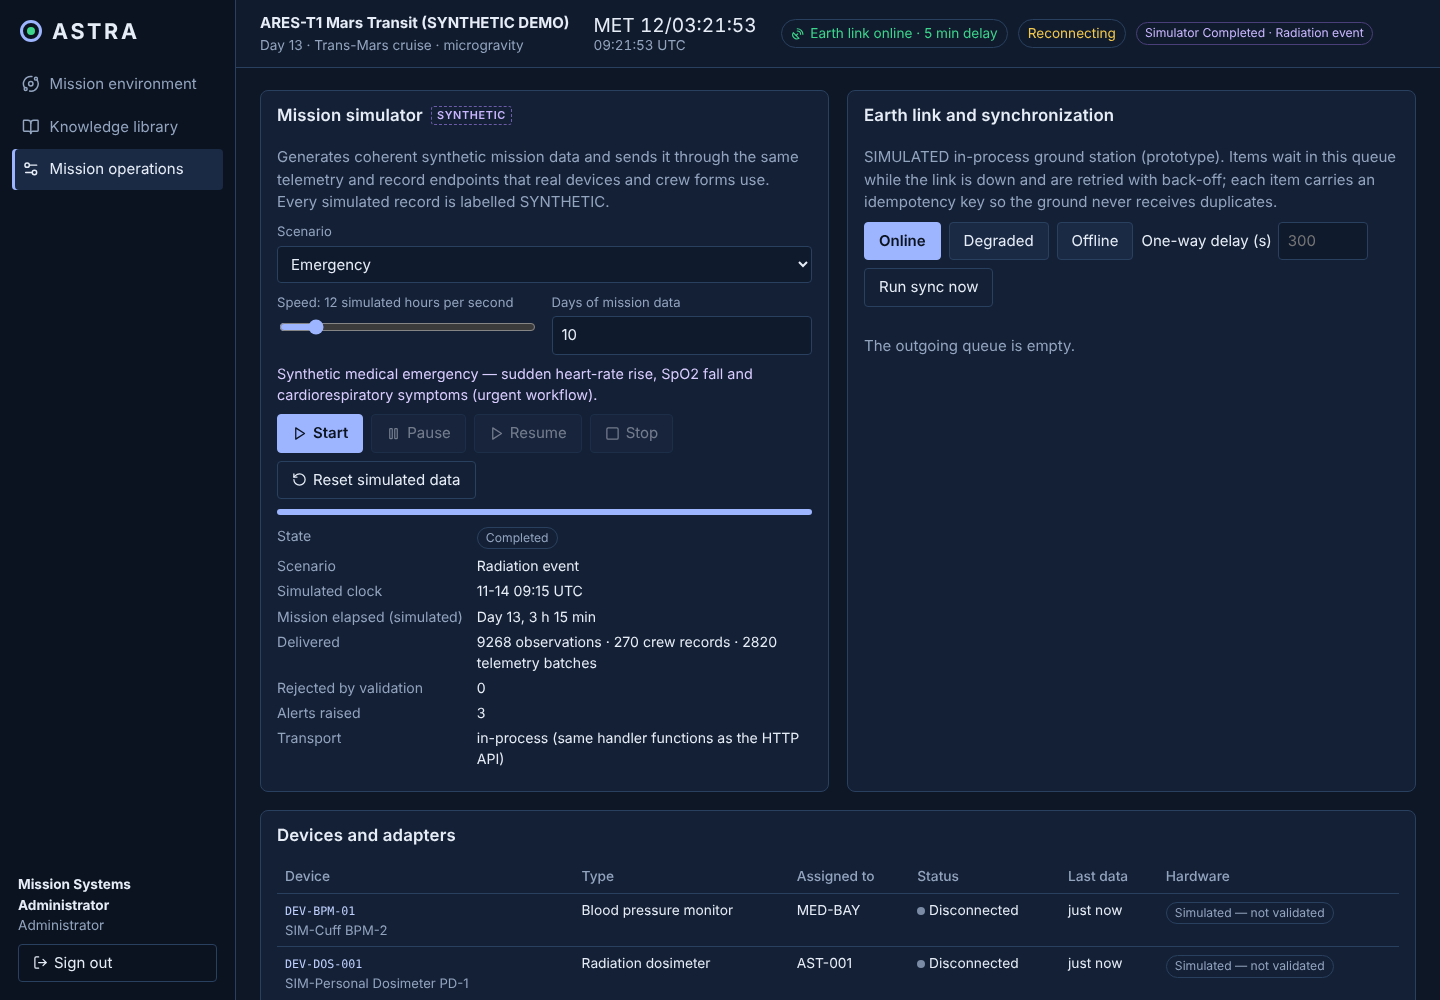 ASTRA
Mission environment
Knowledge library
Mission operations
Mission Systems
Administrator
Administrator
Sign out
ARES-T1 Mars Transit (SYNTHETIC DEMO)
Day 13 · Trans-Mars cruise · microgravity
MET 12/03:21:53
09:21:53 UTC
Earth link online · 5 min delay
Reconnecting
Simulator Completed · Radiation event
Mission simulator SYNTHETIC
Generates coherent synthetic mission data and sends it through the same
telemetry and record endpoints that real devices and crew forms use.
Every simulated record is labelled SYNTHETIC.
Scenario
Emergency
Speed: 12 simulated hours per second
Days of mission data
10
Synthetic medical emergency — sudden heart-rate rise, SpO2 fall and
cardiorespiratory symptoms (urgent workflow).
Start Pause Resume Stop
Reset simulated data
State Completed
Scenario Radiation event
Simulated clock 11-14 09:15 UTC
Mission elapsed (simulated) Day 13, 3 h 15 min
Delivered 9268 observations · 270 crew records · 2820
telemetry batches
Rejected by validation 0
Alerts raised 3
Transport in-process (same handler functions as the HTTP
API)
Earth link and synchronization
SIMULATED in-process ground station (prototype). Items wait in this queue
while the link is down and are retried with back-off; each item carries an
idempotency key so the ground never receives duplicates.
Online Degraded Offline One-way delay (s) 300
Run sync now
The outgoing queue is empty.
Devices and adapters
Device Type Assigned to Status Last data Hardware
DEV-BPM-01 Blood pressure monitor MED-BAY Disconnected just now Simulated — not validated
SIM-Cuff BPM-2
DEV-DOS-001 Radiation dosimeter AST-001 Disconnected just now Simulated — not validated
SIM-Personal Dosimeter PD-1